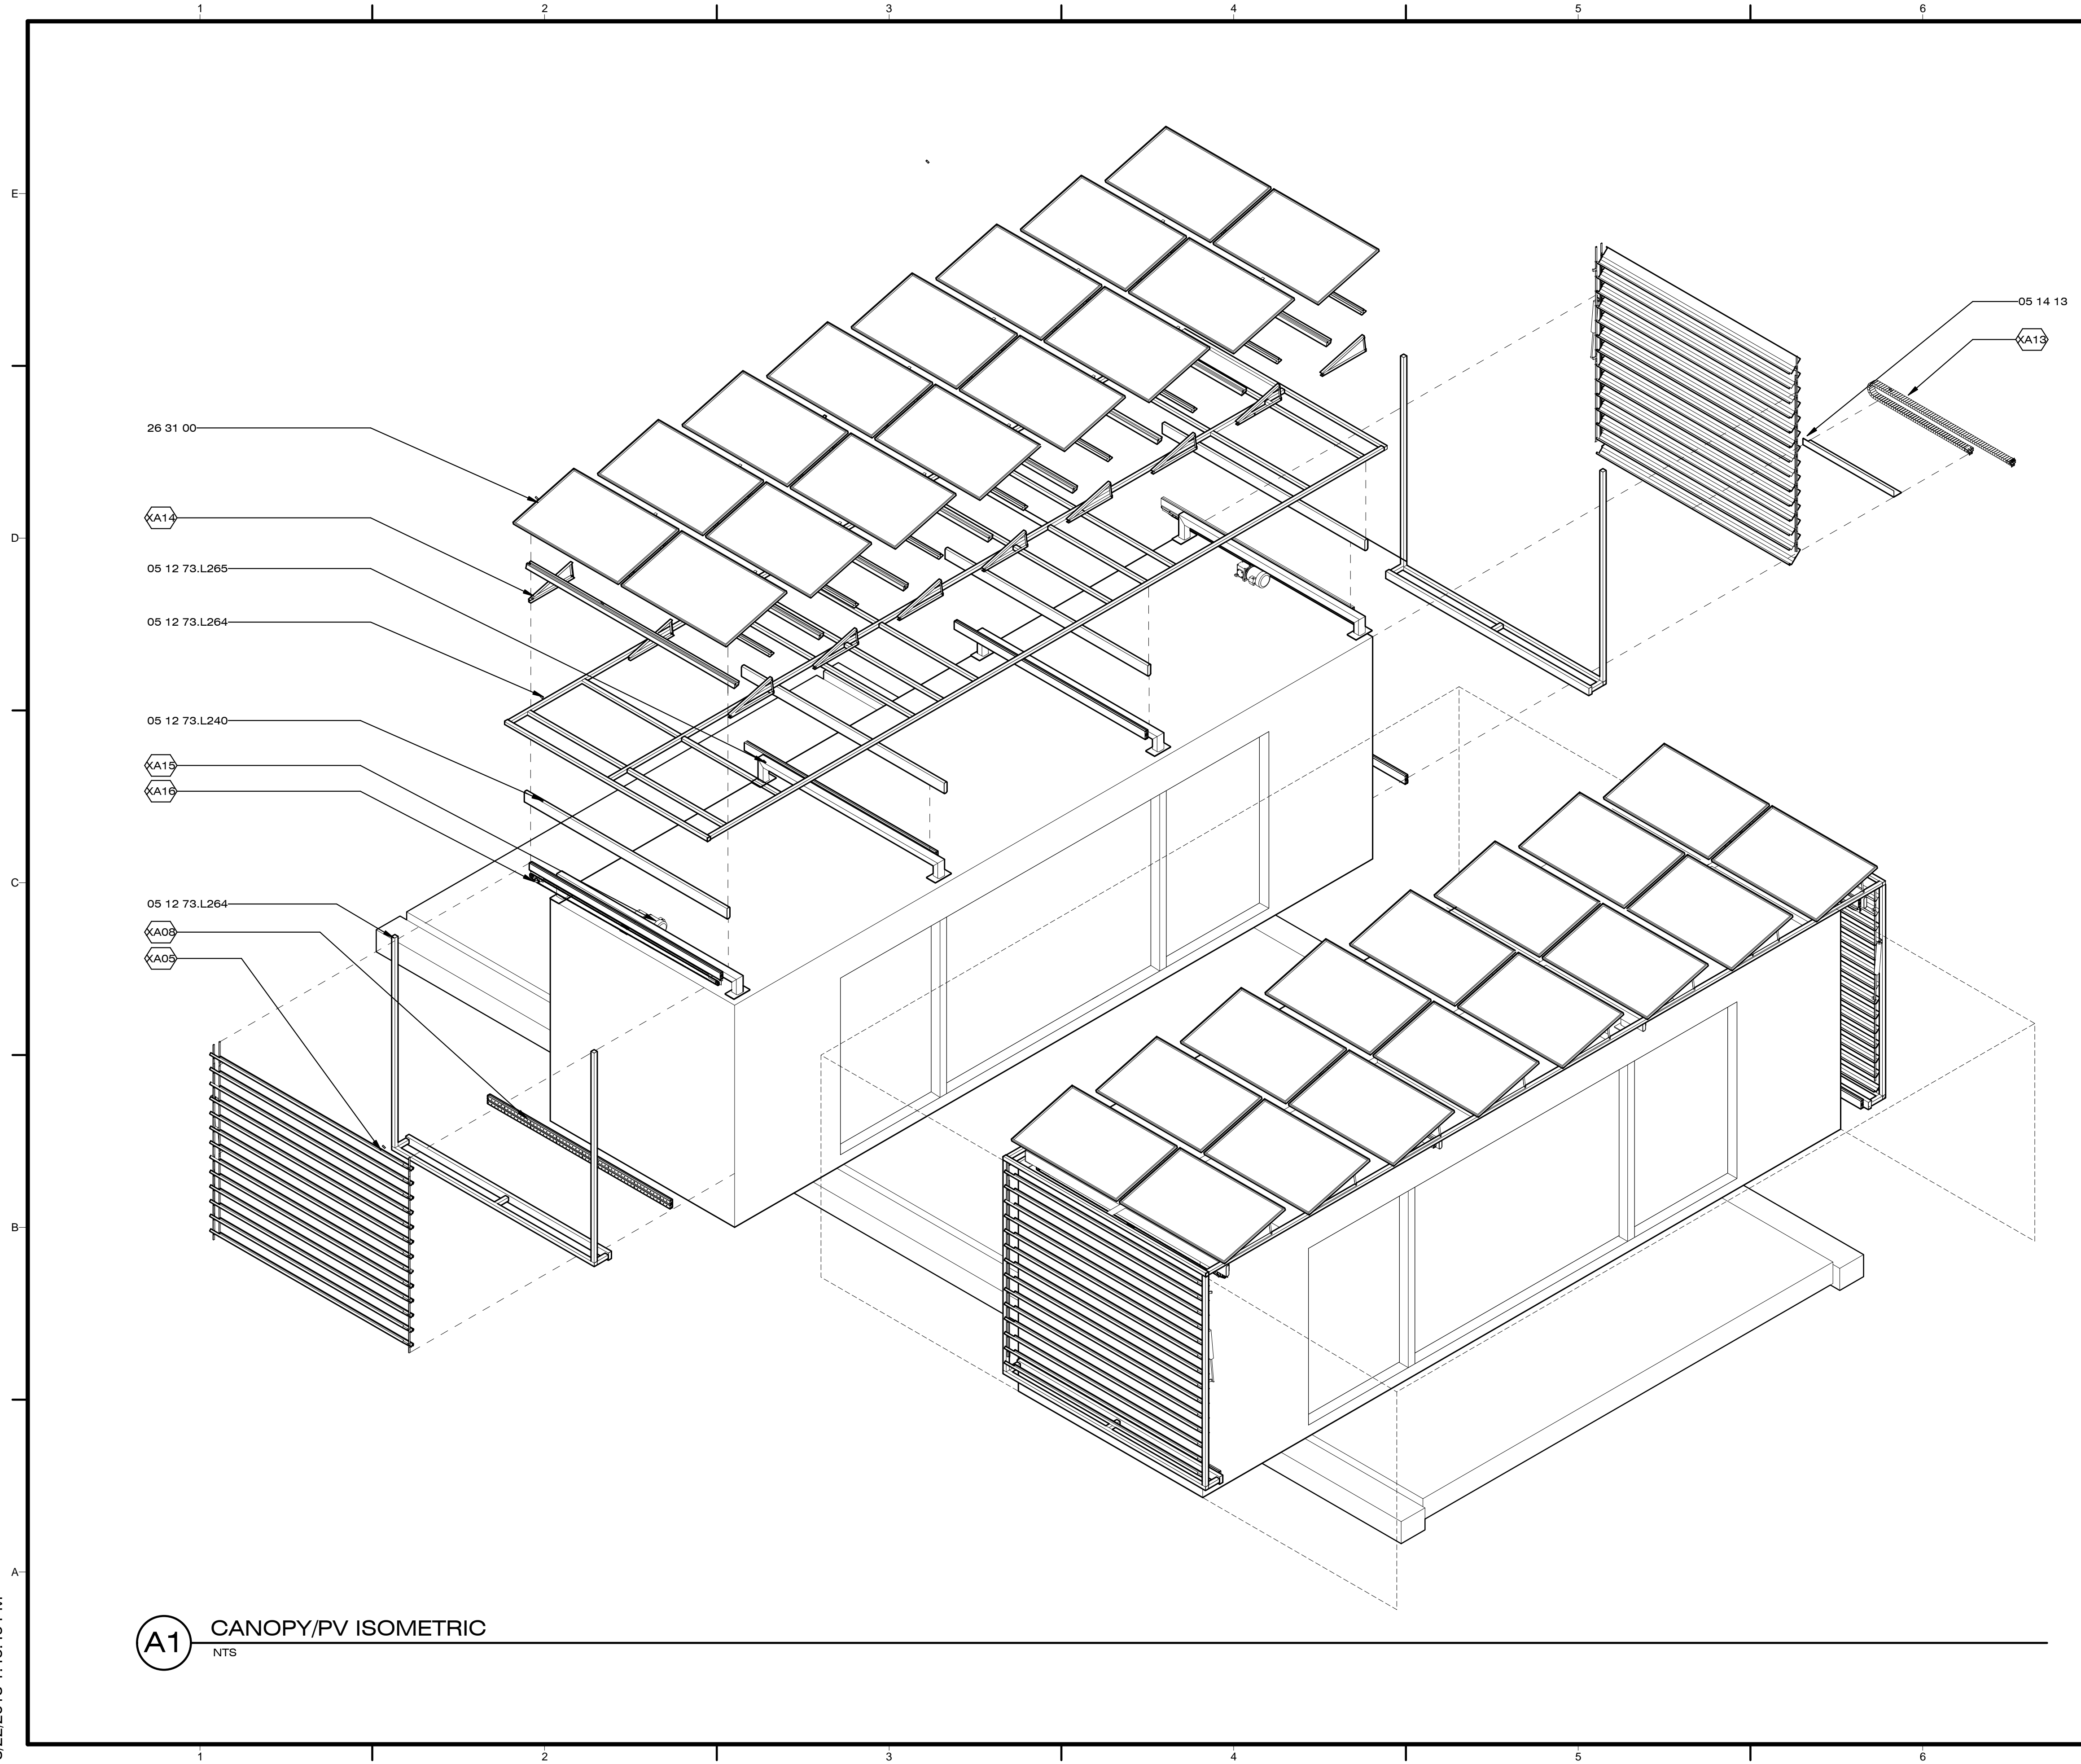 1 2 3 4 5 6
E
05 14 13
XA13
26 31 00
XA14
D
05 12 73.L265
05 12 73.L264
05 12 73.L240
XA15
XA16
C
05 12 73.L264
XA08
XA05
B
A
A1 CANOPY/PV ISOMETRIC
NTS
1 2 3 4 5 6